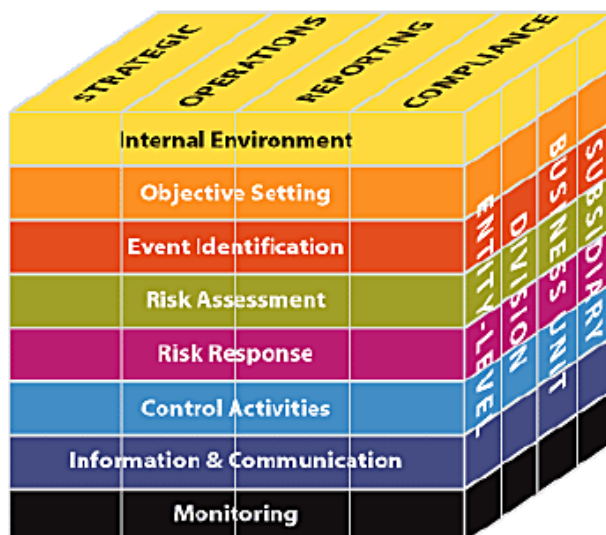 STRATEGIC
OPERATIONS
REPORTING
COMPLIANCE
Internal Environment
Objective Setting
Event Identification
Risk Assessment
Risk Response
Control Activities
Information & Communication
Monitoring
ENTITY-LEVEL
DIVISION
BUSINESS UNIT
SUBSIDIARY